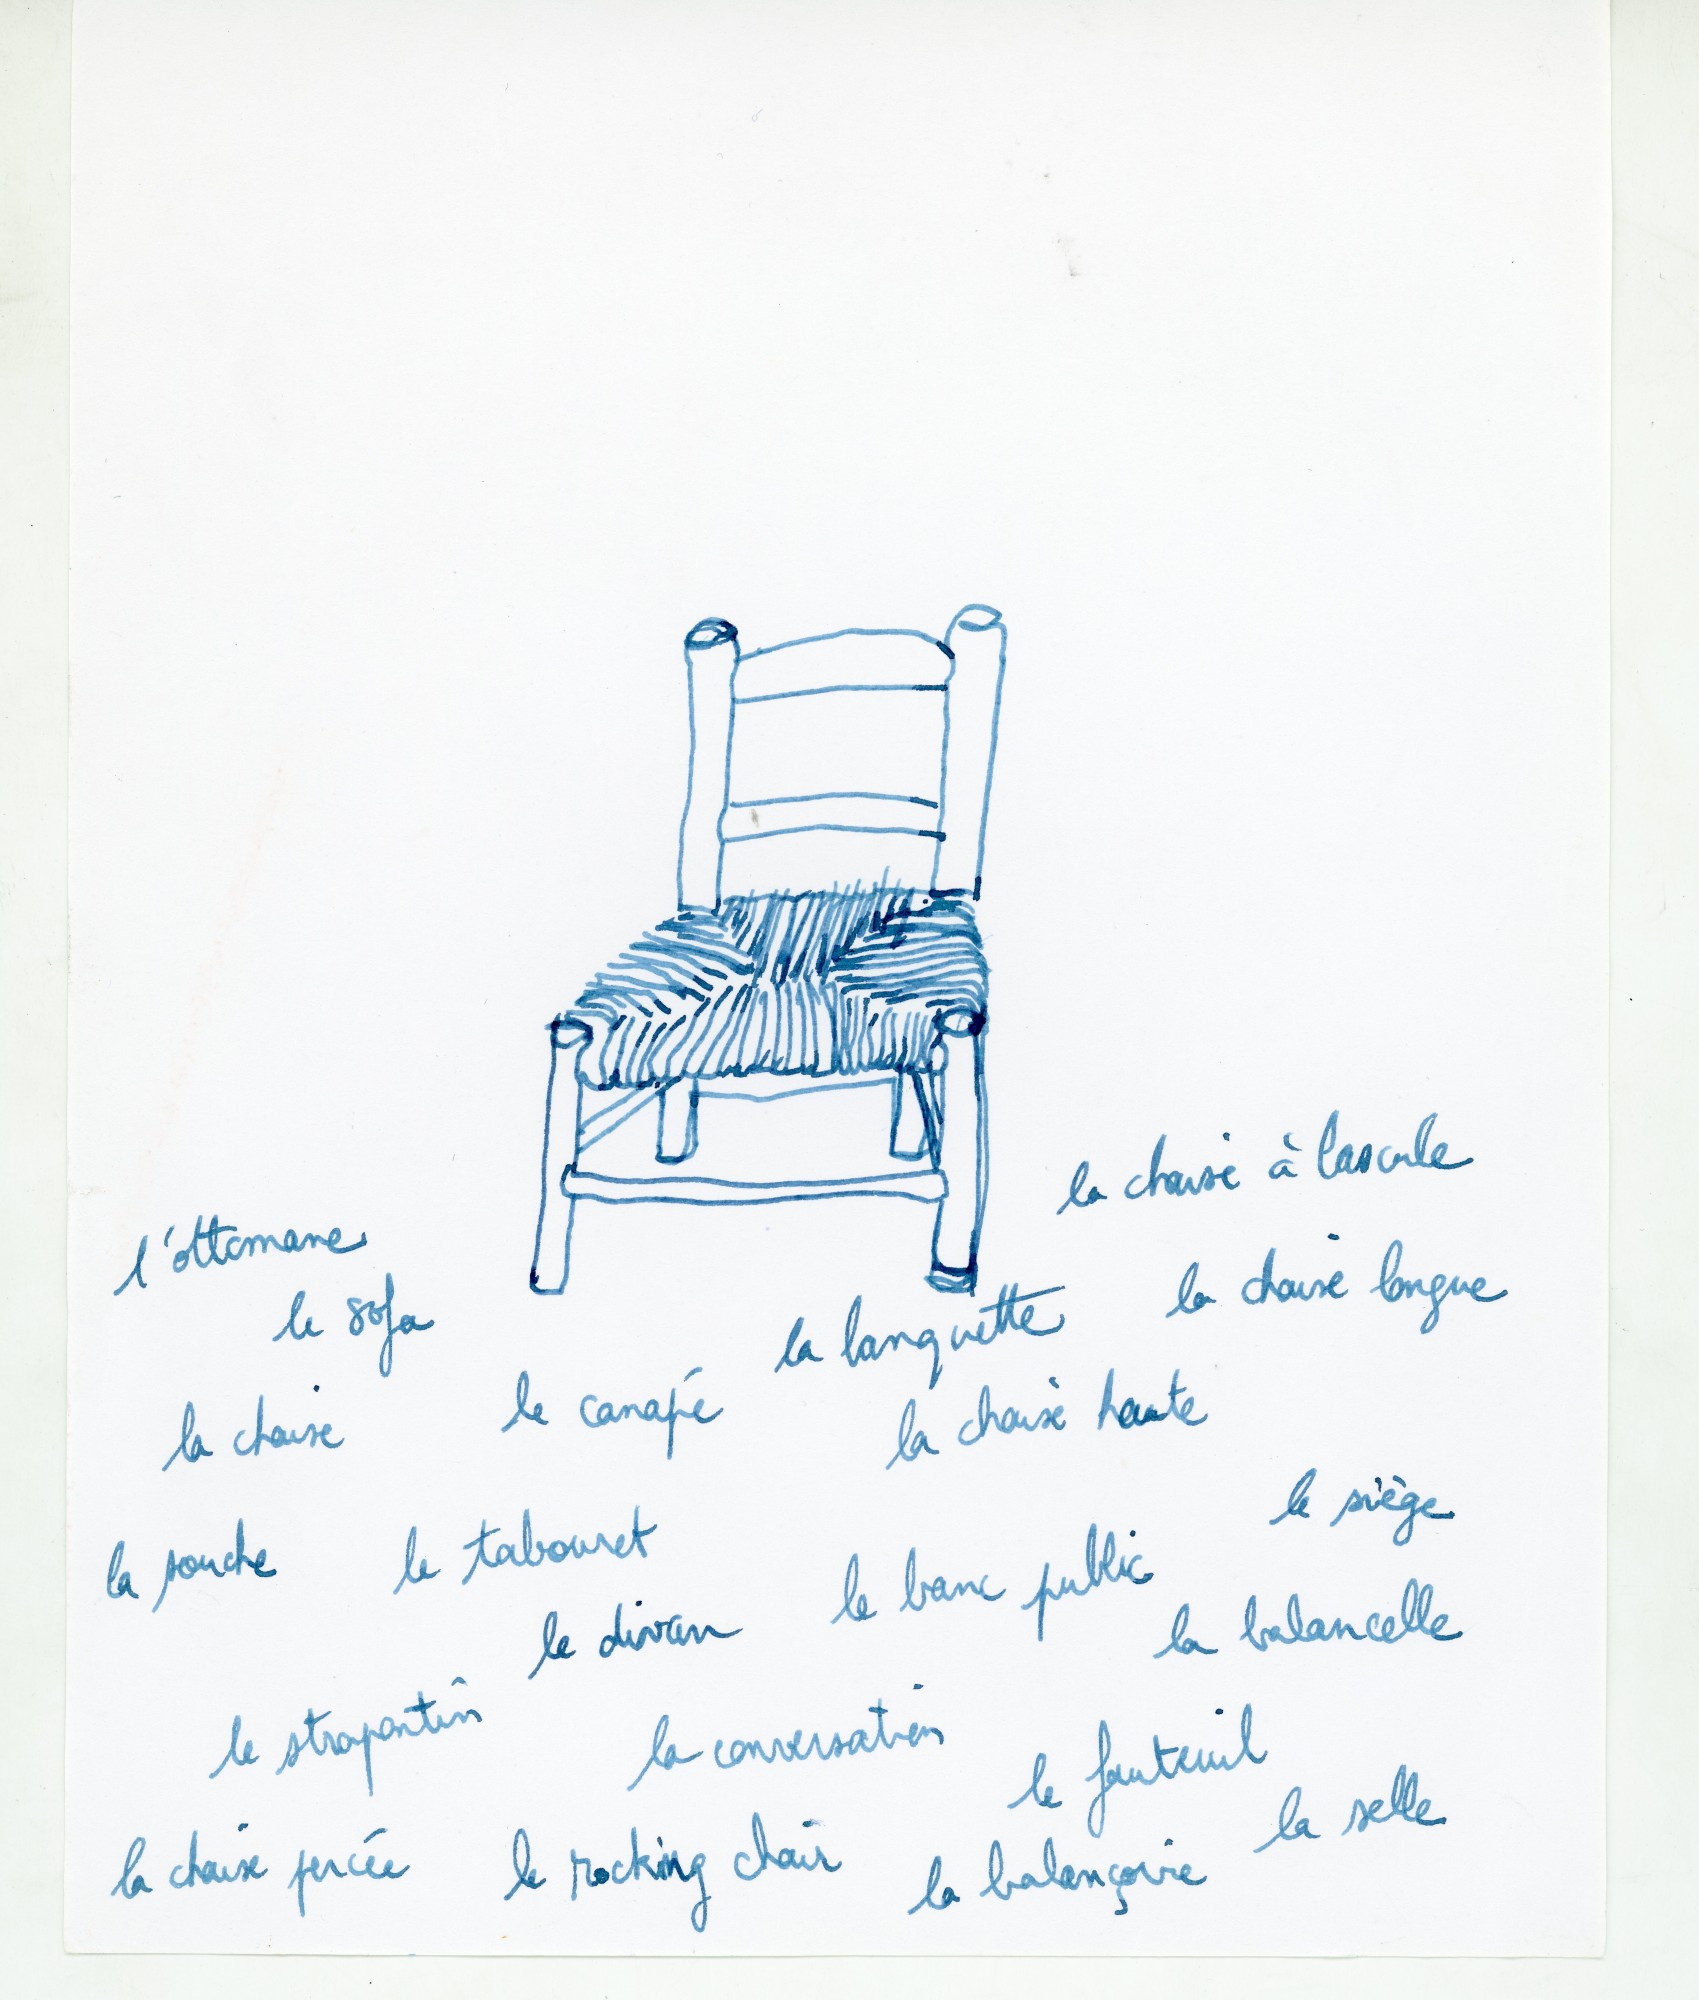 la chaise à bascule
l'ottomane
la chaise longue
le sofa
la banquette
le canapé
la chaise haute
la chaise
le siège
la souche
le tabouret
le banc public
le divan
la balancelle
le strapontin
la conversation
le fauteuil
la selle
la chaise percée
le rocking chair
la balançoire